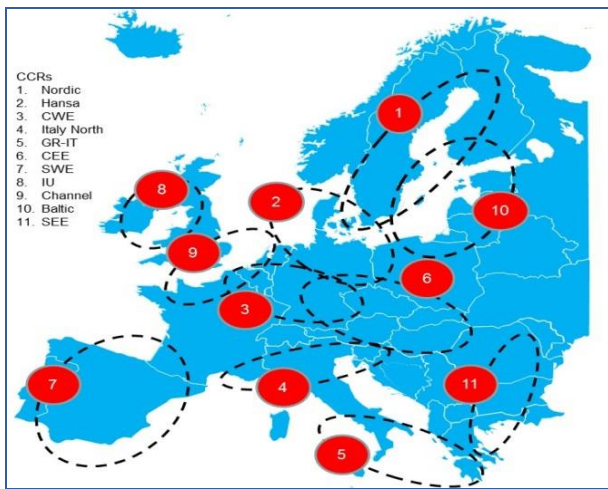 CCRs
1. Nordic
2. Hansa
3. CWE
4. Italy North
5. GR-IT
6. CEE
7. SWE
8. IU
9. Channel
10. Baltic
11. SEE
1
8
2
10
9
6
3
7
4
11
5